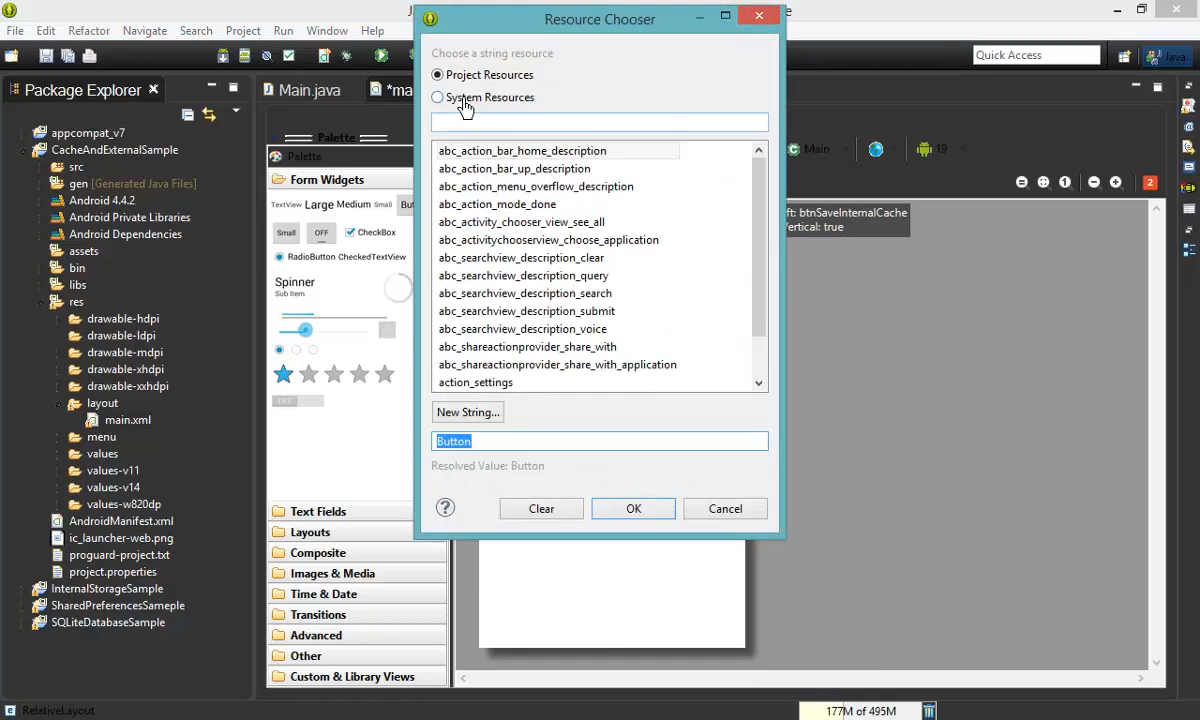 J
Resource Chooser
e
File Edit Refactor Navigate Search Project Run Window Help
Quick Access
Java
Package Explorer
Main.java
*ma
appcompat_v7
CacheAndExternalSample
src
gen [Generated Java Files]
Android 4.4.2
Android Private Libraries
Android Dependencies
assets
bin
libs
res
drawable-hdpi
drawable-ldpi
drawable-mdpi
drawable-xhdpi
drawable-xxhdpi
layout
main.xml
menu
values
values-v11
values-v14
values-w820dp
AndroidManifest.xml
ic_launcher-web.png
proguard-project.txt
project.properties
InternalStorageSample
SharedPreferencesSameple
SQLiteDatabaseSample
RelativeLayout
Palette
Palette
Form Widgets
TextView Large Medium Small But
Small OFF CheckBox
RadioButton CheckedTextView
Spinner
Sub Item
OFF
Text Fields
Layouts
Composite
Images & Media
Time & Date
Transitions
Advanced
Other
Custom & Library Views
Choose a string resource
Project Resources
System Resources
abc_action_bar_home_description
abc_action_bar_up_description
abc_action_menu_overflow_description
abc_action_mode_done
abc_activity_chooser_view_see_all
abc_activitychooserview_choose_application
abc_searchview_description_clear
abc_searchview_description_query
abc_searchview_description_search
abc_searchview_description_submit
abc_searchview_description_voice
abc_shareactionprovider_share_with
abc_shareactionprovider_share_with_application
action_settings
New String...
Button
Resolved Value: Button
Clear OK Cancel
Main 19
2
ft: btnSaveInternalCache
Vertical: true
177M of 495M